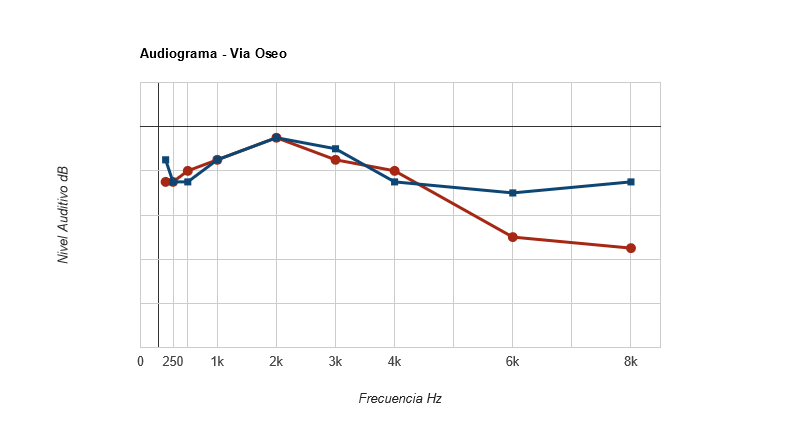 Audiograma - Via Oseo
Nivel Auditivo dB
0 250 1k 2k 3k 4k 6k 8k
Frecuencia Hz